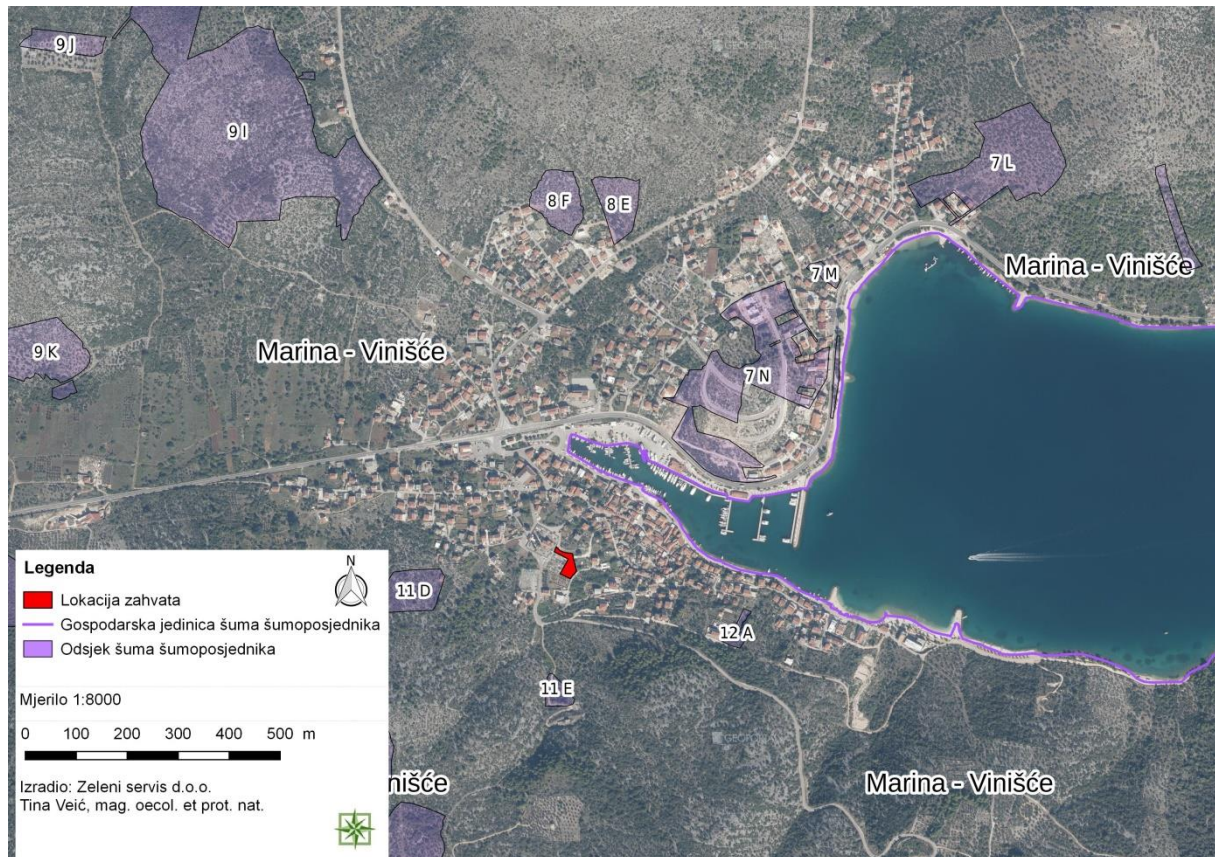 9 J
9 I
8 F
8 E
7 L
7 M
Marina - Vinišće
9 K
Marina - Vinišće
7 N
11 D
12 A
11 E
Marina - Vinišće
nišće
Legenda
N
Lokacija zahvata
Gospodarska jedinica šuma šumoposjednika
Odsjek šuma šumoposjednika
Mjerilo 1:8000
0 100 200 300 400 500 m
Izradio: Zeleni servis d.o.o.
Tina Veić, mag. oecol. et prot. nat.